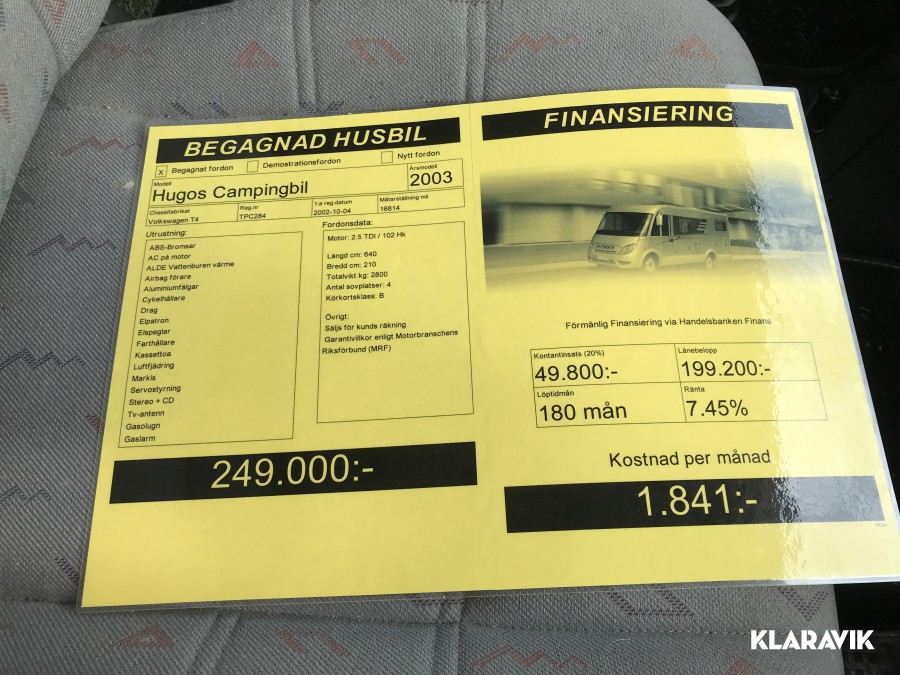 BEGAGNAD HUSBIL
X Begagnat fordon Demostrationsfordon Nytt fordon
Modell
Hugos Campingbil
Årsmodell
2003
Chassifabrikat
Volkswagen T4
Reg.nr
TPC284
1:a reg.datum
2002-10-04
Mätarställning mil
16814
Utrustning:
ABS-Bromsar
AC på motor
ALDE Vattenburen värme
Airbag förare
Aluminiumfälgar
Cykelhållare
Drag
Elpatron
Elspeglar
Farthållare
Kassettoa
Luftfjädring
Markis
Servostyrning
Stereo + CD
Tv-antenn
Gasolugn
Gaslarm
Fordonsdata:
Motor: 2.5 TDI / 102 Hk
Längd cm: 640
Bredd cm: 210
Totalvikt kg: 2800
Antal sovplatser: 4
Körkortsklass: B
Övrigt:
Säljs för kunds räkning
Garantivillkor enligt Motorbranschens
Riksförbund (MRF)
249.000:-
FINANSIERING
Förmånlig Finansiering via Handelsbanken Finans
Kontantinsats (20%)
49.800:-
Lånebelopp
199.200:-
Löptidmån
180 mån
Ränta
7.45%
Kostnad per månad
1.841:-
KLARAVIK